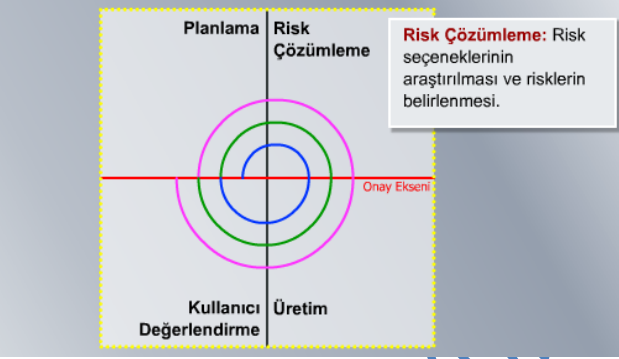 Planlama
Risk
Çözümleme
Risk Çözümleme: Risk
seçeneklerinin
araştırılması ve risklerin
belirlenmesi.
Onay Ekseni
Kullanıcı
Değerlendirme
Üretim